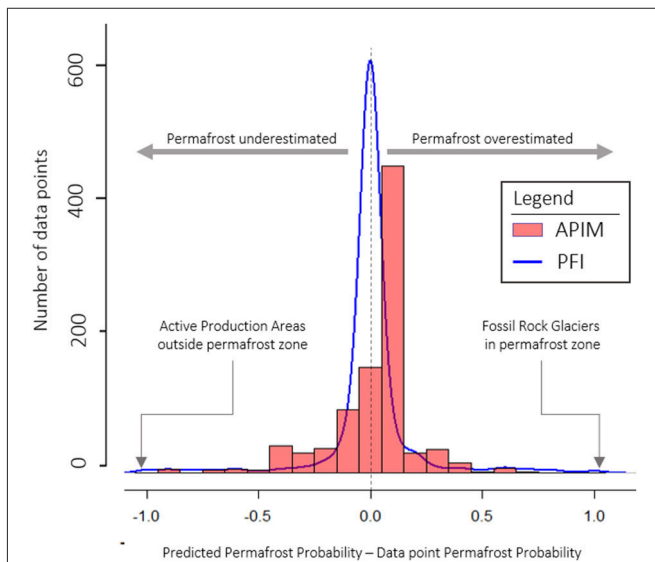 600
400
200
0
Number of data points
Permafrost underestimated
Permafrost overestimated
Legend
APIM
PFI
Active Production Areas
outside permafrost zone
Fossil Rock Glaciers
in permafrost zone
-1.0
-0.5
0.0
0.5
1.0
Predicted Permafrost Probability – Data point Permafrost Probability